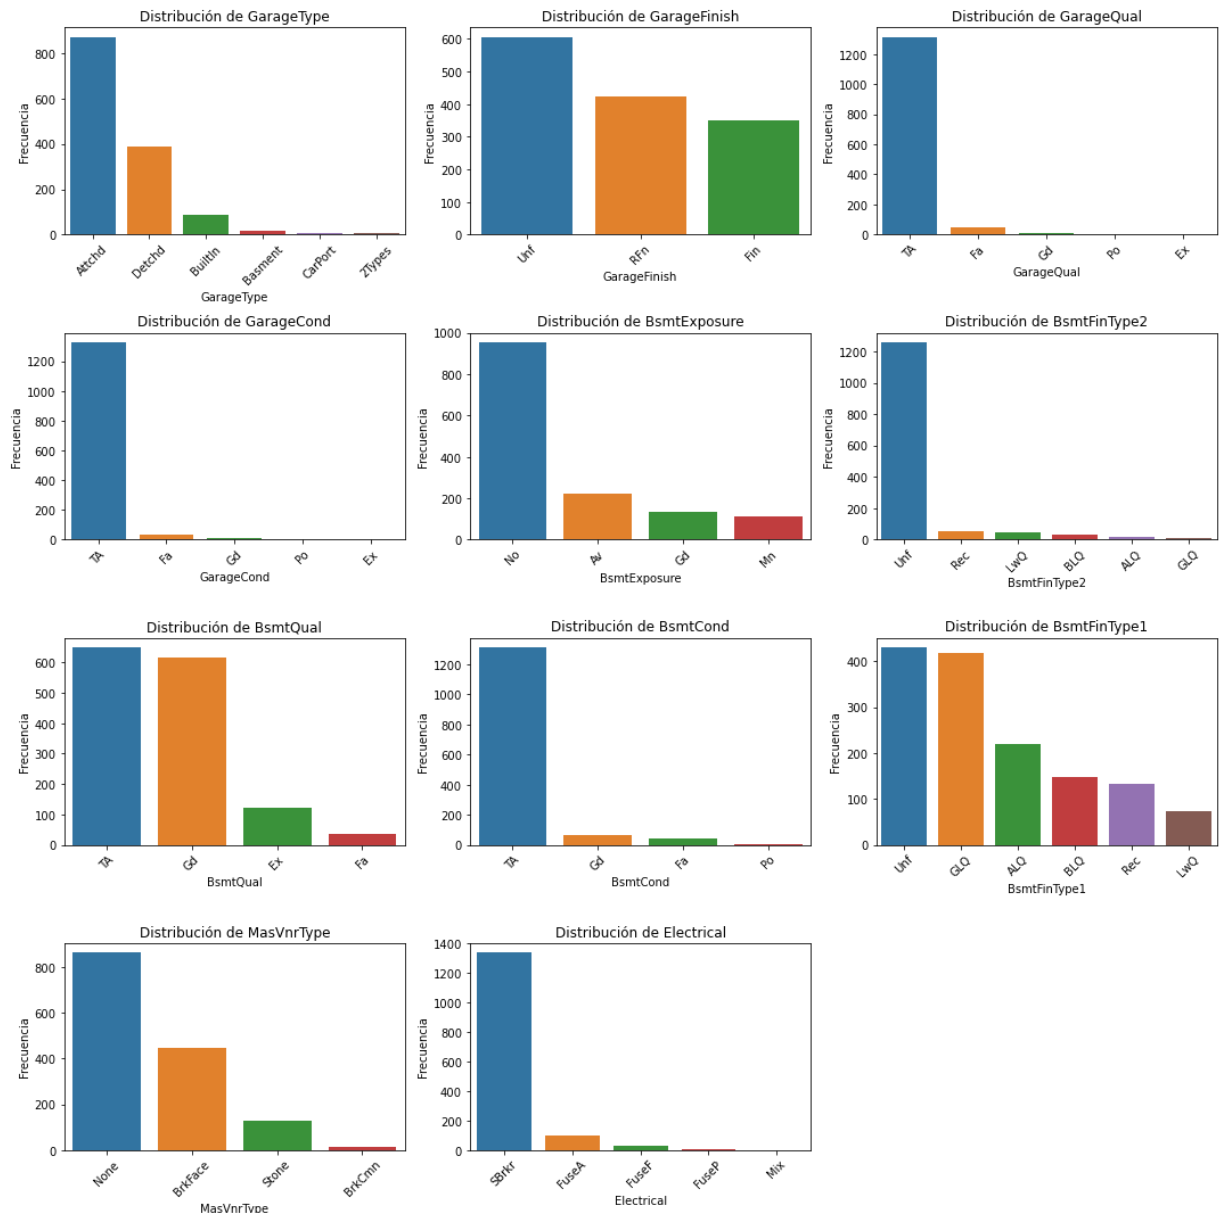 Distribución de GarageType
Frecuencia
800
600
400
200
0
Attchd
Detchd
BuiltIn
Basment
CarPort
2Types
GarageType
Distribución de GarageFinish
Frecuencia
600
500
400
300
200
100
0
Unf
RFn
Fin
GarageFinish
Distribución de GarageQual
Frecuencia
1200
1000
800
600
400
200
0
TA
Fa
Gd
Po
Ex
GarageQual
Distribución de GarageCond
Frecuencia
1200
1000
800
600
400
200
0
TA
Fa
Gd
Po
Ex
GarageCond
Distribución de BsmtExposure
Frecuencia
1000
800
600
400
200
0
No
Av
Gd
Mn
BsmtExposure
Distribución de BsmtFinType2
Frecuencia
1200
1000
800
600
400
200
0
Unf
Rec
LwQ
BLQ
ALQ
GLQ
BsmtFinType2
Distribución de BsmtQual
Frecuencia
600
500
400
300
200
100
0
TA
Gd
Ex
Fa
BsmtQual
Distribución de BsmtCond
Frecuencia
1200
1000
800
600
400
200
0
TA
Gd
Fa
Po
BsmtCond
Distribución de BsmtFinType1
Frecuencia
400
300
200
100
0
Unf
GLQ
ALQ
BLQ
Rec
LwQ
BsmtFinType1
Distribución de MasVnrType
Frecuencia
800
600
400
200
0
None
BrkFace
Stone
BrkCmn
MasVnrType
Distribución de Electrical
Frecuencia
1400
1200
1000
800
600
400
200
0
SBrkr
FuseA
FuseF
FuseP
Mix
Electrical